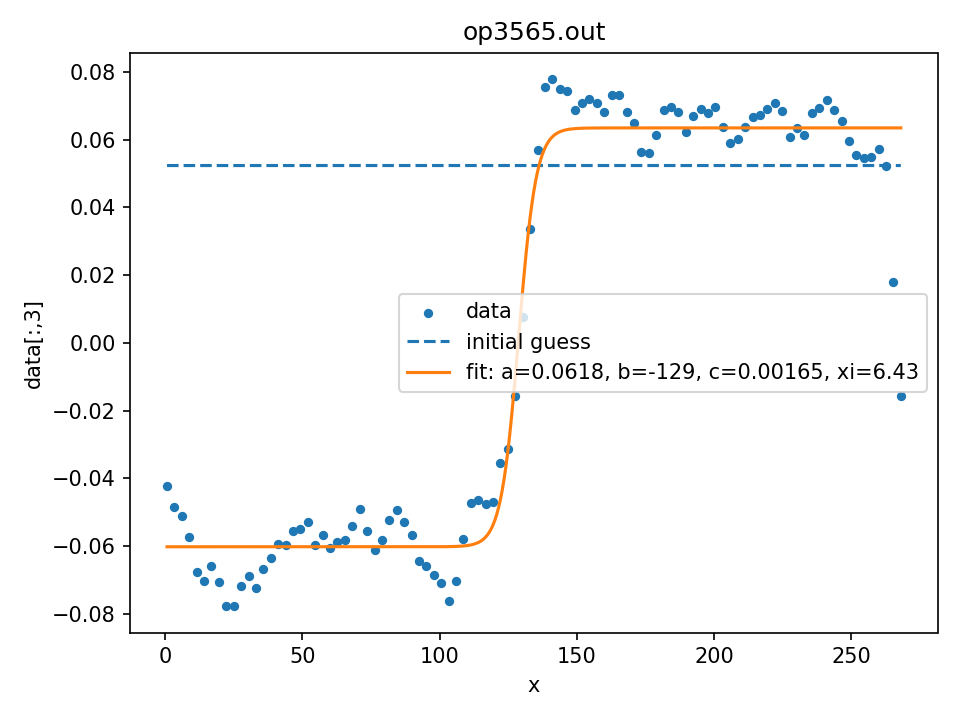 op3565.out
data[:,3]
0.08
0.06
0.04
0.02
0.00
−0.02
−0.04
−0.06
−0.08
data
initial guess
fit: a=0.0618, b=-129, c=0.00165, xi=6.43
0 50 100 150 200 250
x